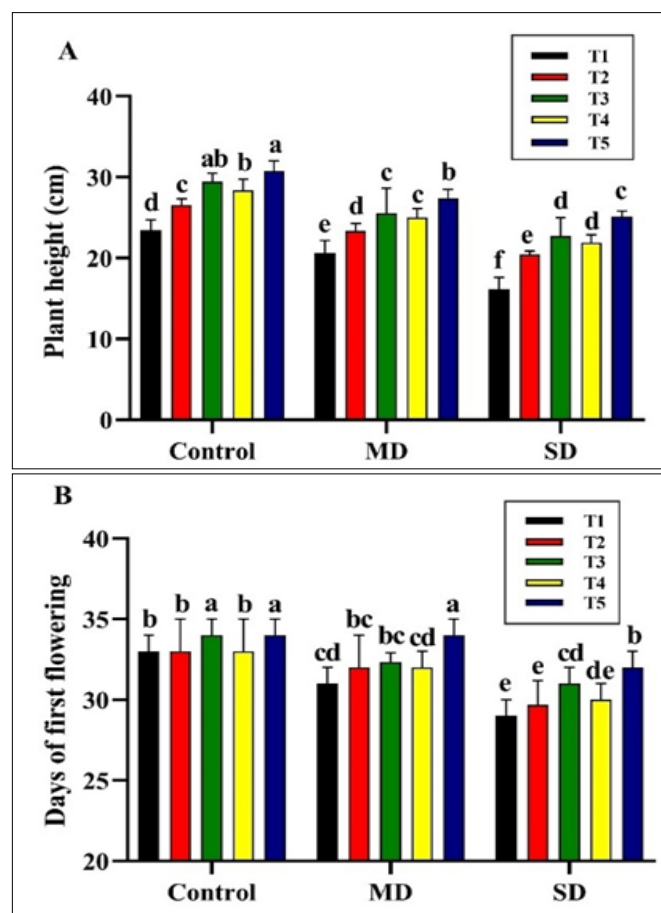 A
T1
T2
T3
T4
T5
Plant height (cm)
40
30
20
10
0
d c ab b a
e d c c b
f e d d c
Control MD SD
B
T1
T2
T3
T4
T5
Days of first flowering
40
35
30
25
20
b b a b a
cd bc bc cd a
e e cd de b
Control MD SD